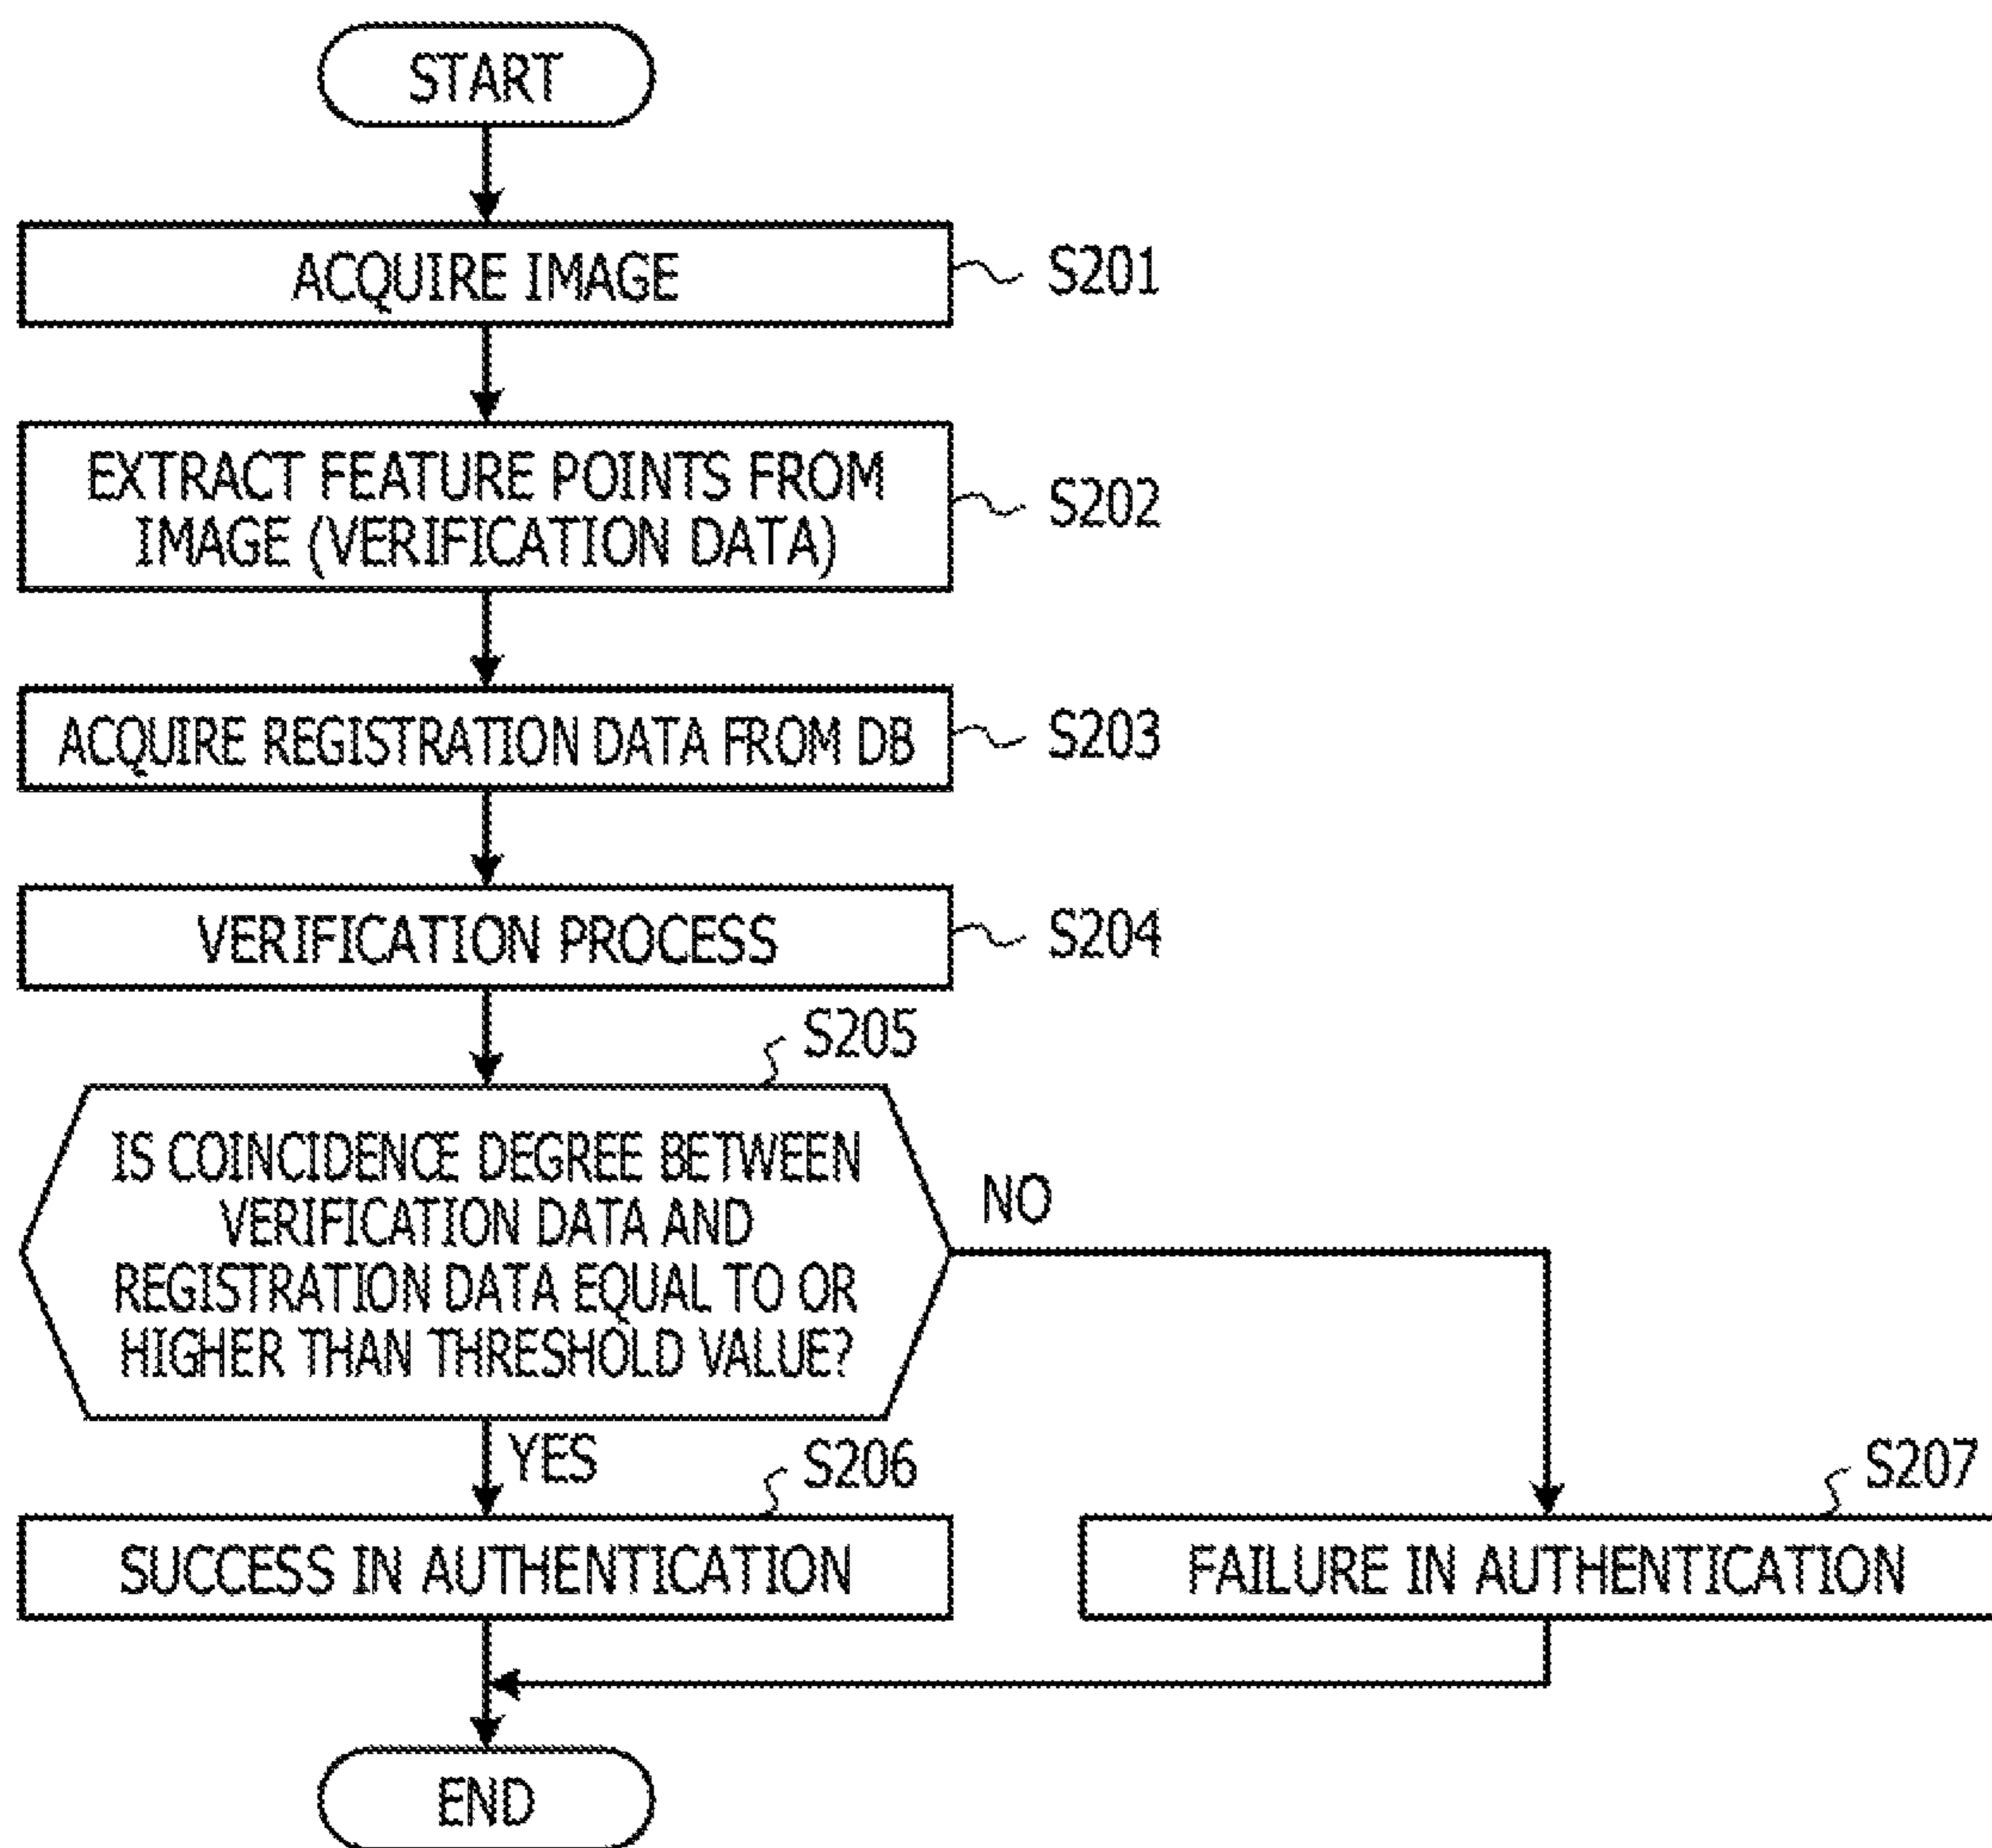 START
ACQUIRE IMAGE
S201
EXTRACT FEATURE POINTS FROM
IMAGE (VERIFICATION DATA)
S202
ACQUIRE REGISTRATION DATA FROM DB
S203
VERIFICATION PROCESS
S204
S205
IS COINCIDENCE DEGREE BETWEEN
VERIFICATION DATA AND
REGISTRATION DATA EQUAL TO OR
HIGHER THAN THRESHOLD VALUE?
NO
YES
S206
SUCCESS IN AUTHENTICATION
S207
FAILURE IN AUTHENTICATION
END